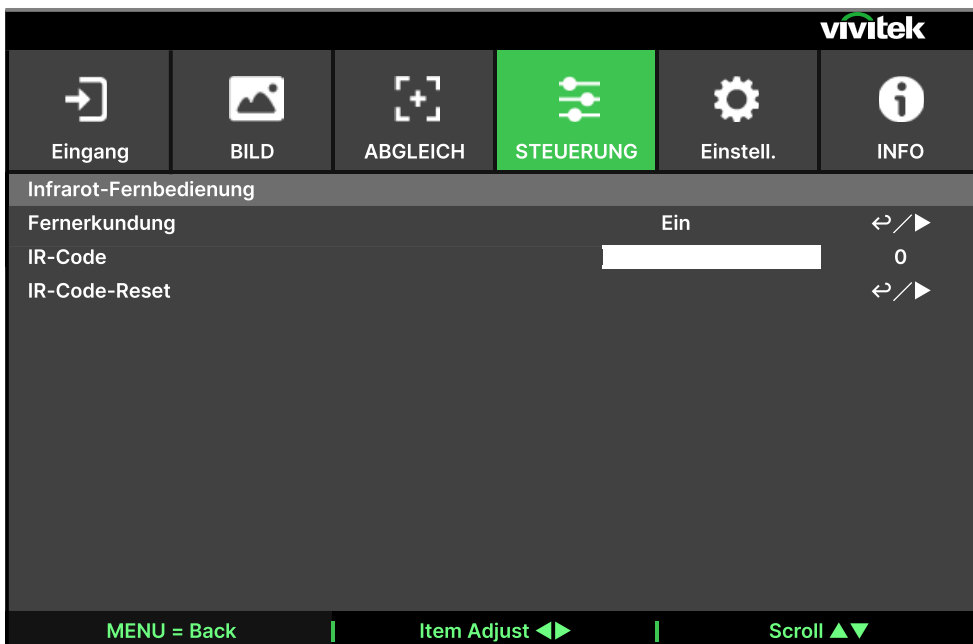 vivitek
Eingang BILD ABGLEICH STEUERUNG Einstell. INFO
Infrarot-Fernbedienung
Fernerkundung Ein ↩/▶
IR-Code 0
IR-Code-Reset ↩/▶
MENU = Back | Item Adjust ◀▶ | Scroll ▲▼